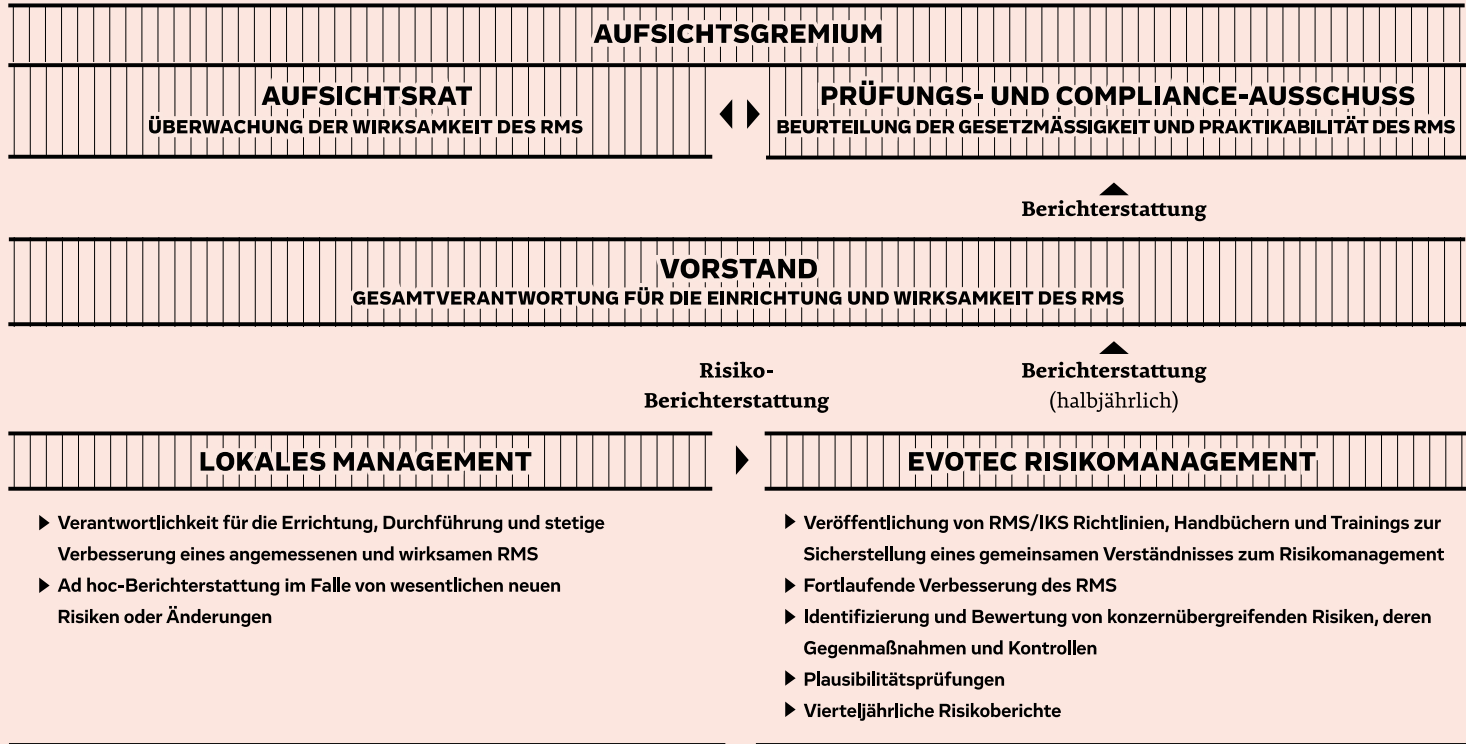 AUFSICHTSGREMIUM
AUFSICHTSRAT
ÜBERWACHUNG DER WIRKSAMKEIT DES RMS
PRÜFUNGS- UND COMPLIANCE-AUSSCHUSS
BEURTEILUNG DER GESETZMÄSSIGKEIT UND PRAKTIKABILITÄT DES RMS
Berichterstattung
VORSTAND
GESAMTVERANTWORTUNG FÜR DIE EINRICHTUNG UND WIRKSAMKEIT DES RMS
Risiko-
Berichterstattung
Berichterstattung
(halbjährlich)
LOKALES MANAGEMENT
Verantwortlichkeit für die Errichtung, Durchführung und stetige
Verbesserung eines angemessenen und wirksamen RMS
Ad hoc-Berichterstattung im Falle von wesentlichen neuen
Risiken oder Änderungen
EVOTEC RISIKOMANAGEMENT
Veröffentlichung von RMS/IKS Richtlinien, Handbüchern und Trainings zur
Sicherstellung eines gemeinsamen Verständnisses zum Risikomanagement
Fortlaufende Verbesserung des RMS
Identifizierung und Bewertung von konzernübergreifenden Risiken, deren
Gegenmaßnahmen und Kontrollen
Plausibilitätsprüfungen
Vierteljährliche Risikoberichte